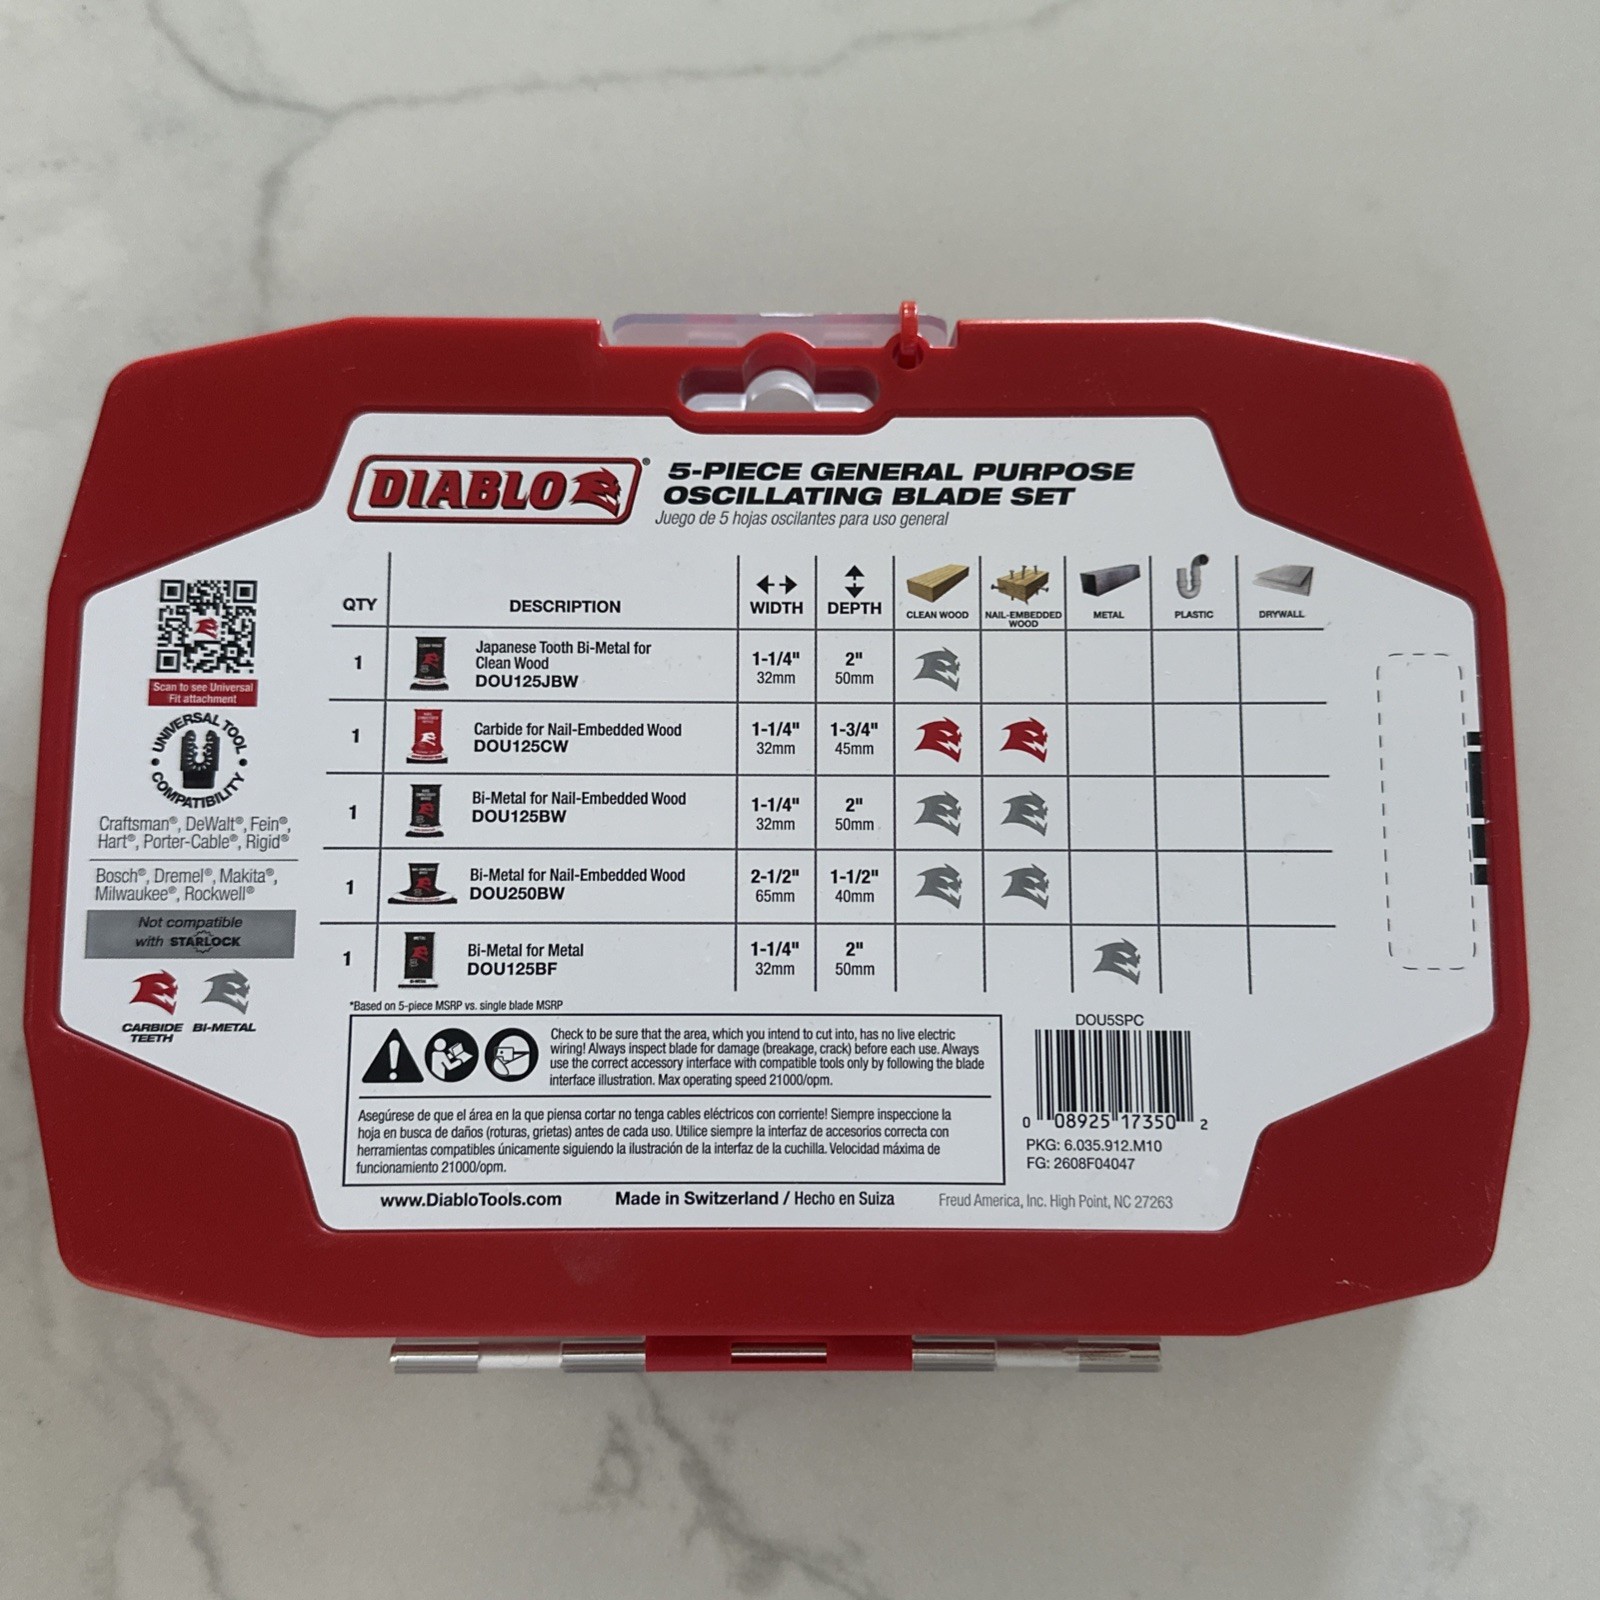 DIABLO®
5-PIECE GENERAL PURPOSE
OSCILLATING BLADE SET
Juego de 5 hojas oscilantes para uso general
Scan to see Universal
Fit attachment
UNIVERSAL TOOL
COMPATIBILITY
Craftsman®, DeWalt®, Fein®,
Hart®, Porter-Cable®, Rigid®
Bosch®, Dremel®, Makita®,
Milwaukee®, Rockwell®
Not compatible
with STARLOCK
CARBIDE TEETH
BI-METAL
QTY DESCRIPTION WIDTH DEPTH CLEAN WOOD NAIL-EMBEDDED WOOD METAL PLASTIC DRYWALL
1 Japanese Tooth Bi-Metal for Clean Wood DOU125JBW 1-1/4" 32mm 2" 50mm
1 Carbide for Nail-Embedded Wood DOU125CW 1-1/4" 32mm 1-3/4" 45mm
1 Bi-Metal for Nail-Embedded Wood DOU125BW 1-1/4" 32mm 2" 50mm
1 Bi-Metal for Nail-Embedded Wood DOU250BW 2-1/2" 65mm 1-1/2" 40mm
1 Bi-Metal for Metal DOU125BF 1-1/4" 32mm 2" 50mm
*Based on 5-piece MSRP vs. single blade MSRP
Check to be sure that the area, which you intend to cut into, has no live electric
wiring! Always inspect blade for damage (breakage, crack) before each use. Always
use the correct accessory interface with compatible tools only by following the blade
interface illustration. Max operating speed 21000/opm.
Asegúrese de que el área en la que piensa cortar no tenga cables eléctricos con corriente! Siempre inspeccione la
hoja en busca de daños (roturas, grietas) antes de cada uso. Utilice siempre la interfaz de accesorios correcta con
herramientas compatibles únicamente siguiendo la ilustración de la interfaz de la cuchilla. Velocidad máxima de
funcionamiento 21000/opm.
DOU5SPC
0 08925 17350 2
PKG: 6.035.912.M10
FG: 2608F04047
www.DiabloTools.com
Made in Switzerland / Hecho en Suiza
Freud America, Inc. High Point, NC 27263